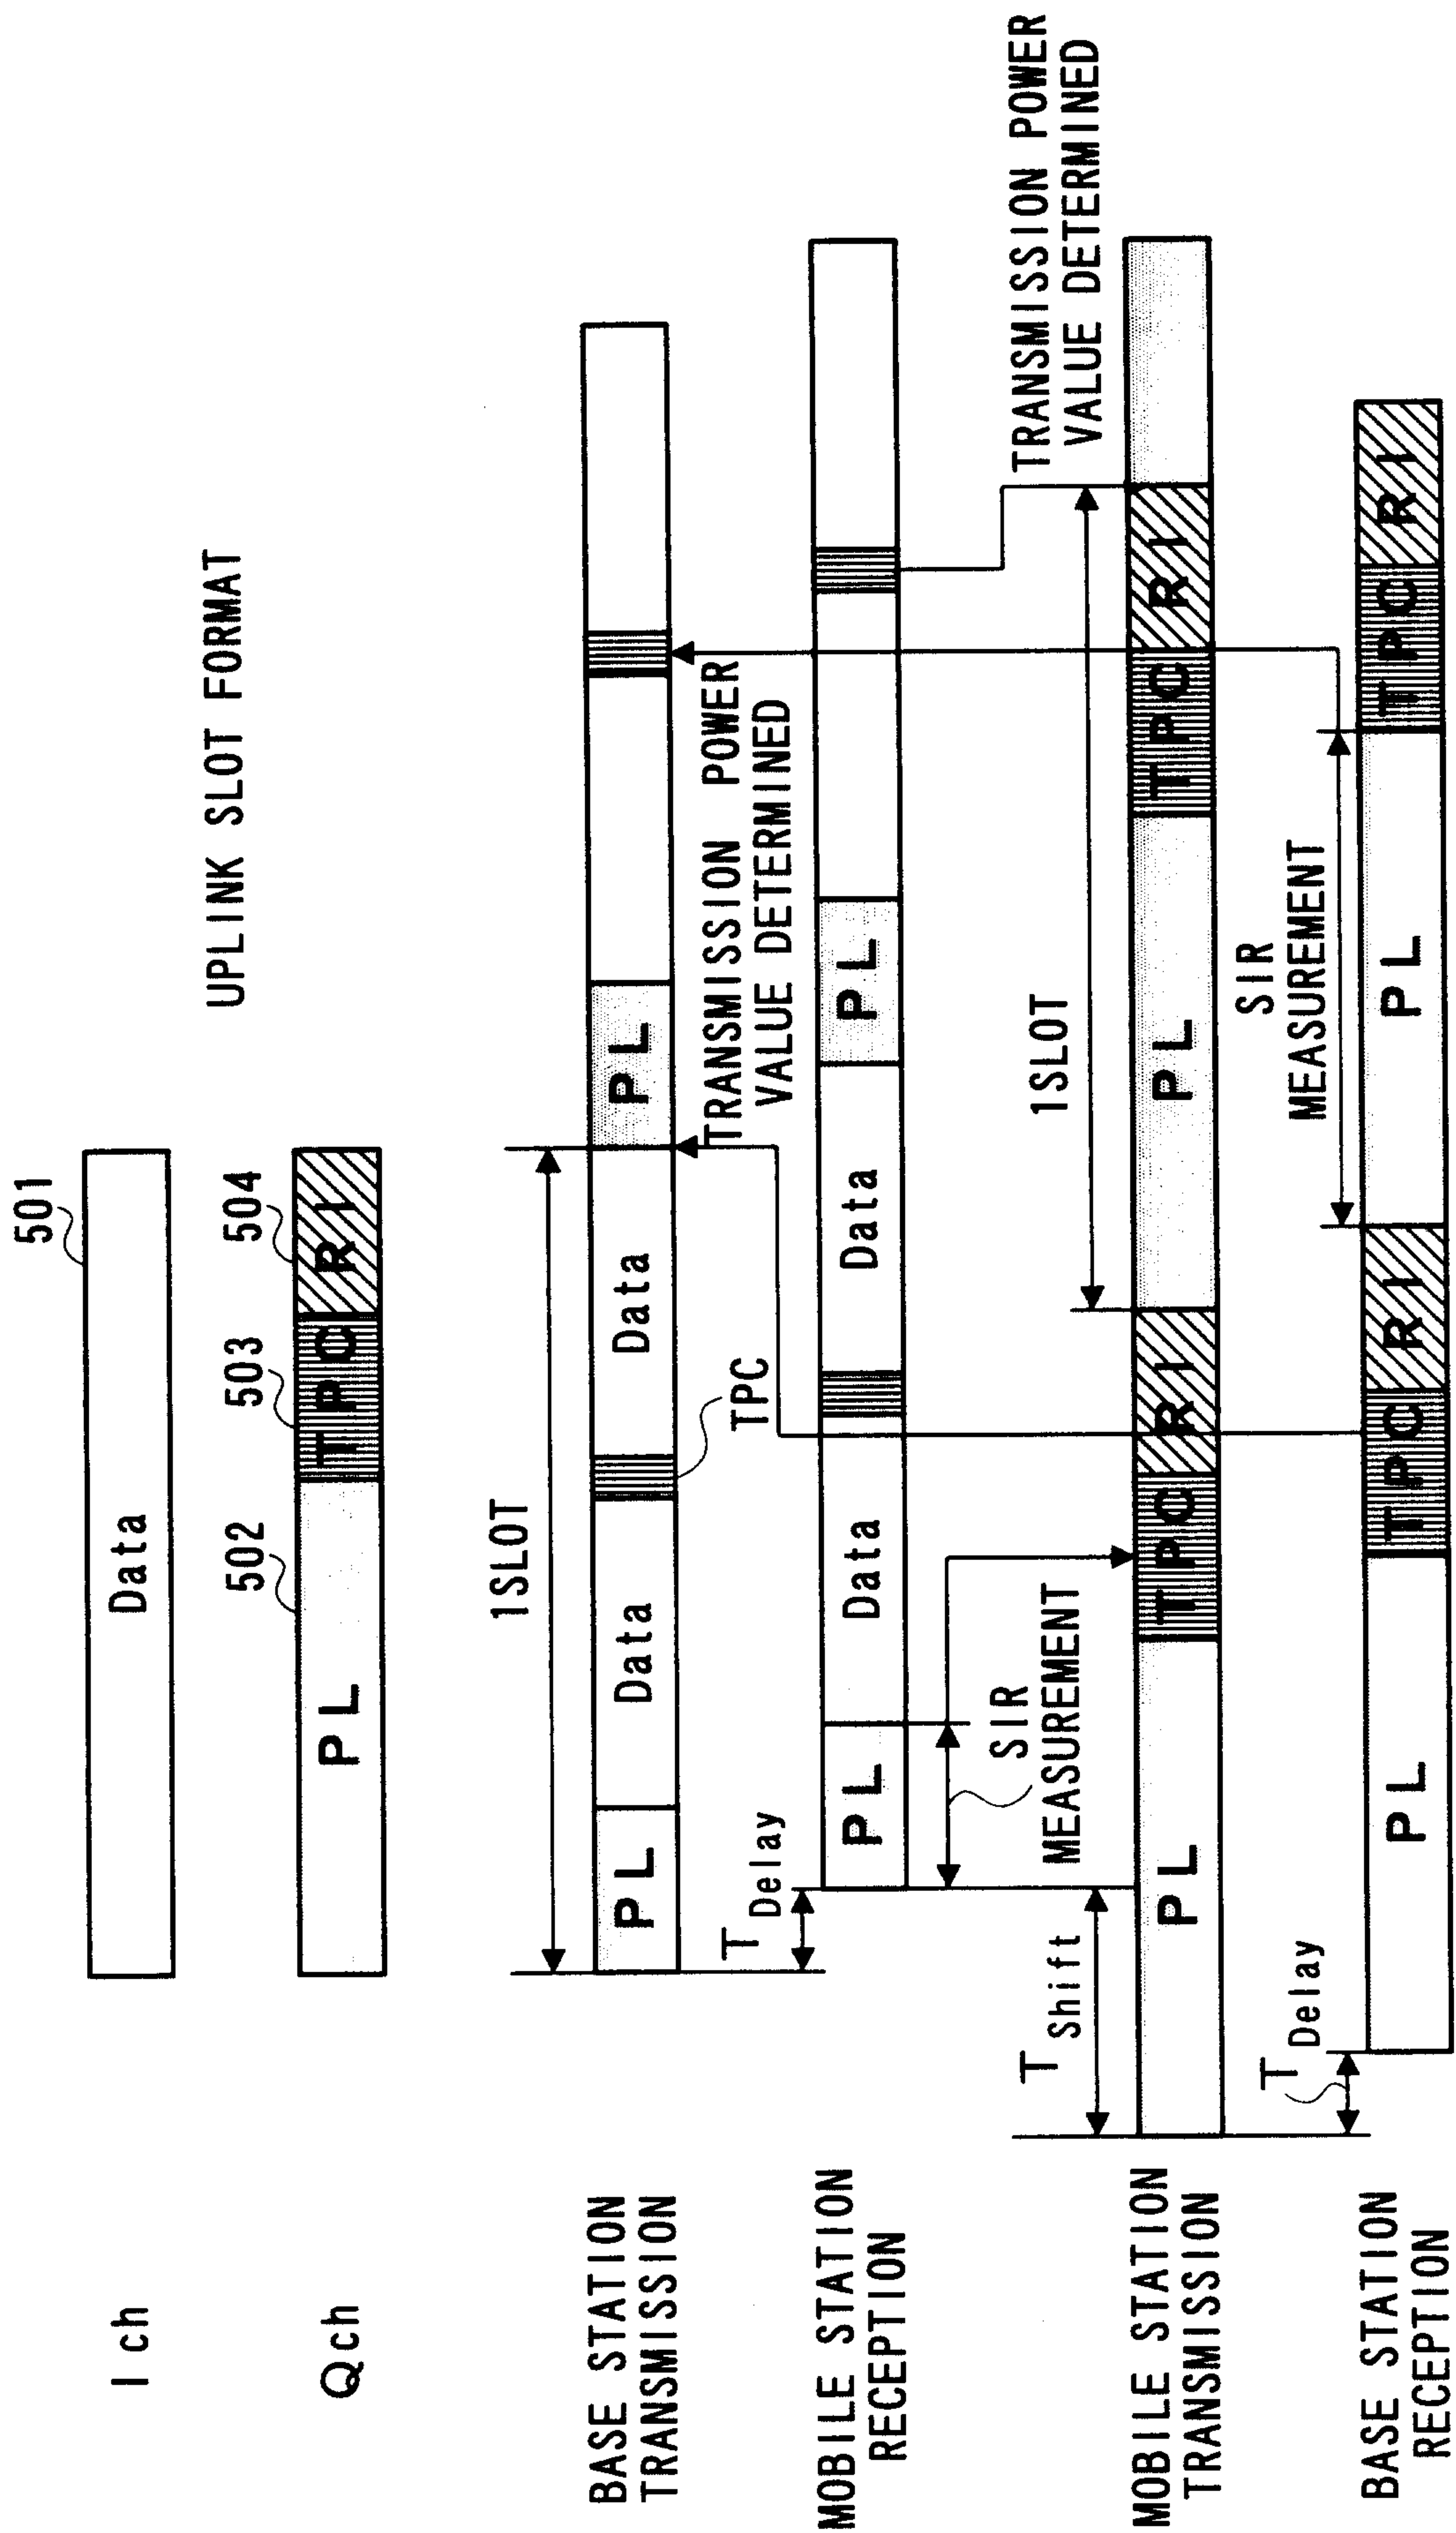 UPLINK SLOT FORMAT
501
I ch
Data
502
503
504
Qch
PL
TPC
RI
1SLOT
BASE STATION
TRANSMISSION
PL
Data
Data
PL
TPC
TRANSMISSION POWER
VALUE DETERMINED
T Delay
MOBILE STATION
RECEPTION
PL
Data
Data
PL
SIR
MEASUREMENT
TRANSMISSION POWER
VALUE DETERMINED
T Shift
1SLOT
MOBILE STATION
TRANSMISSION
PL
TPC
RI
PL
TPC
RI
T Delay
SIR
MEASUREMENT
BASE STATION
RECEPTION
PL
TPC
RI
PL
TPC
RI